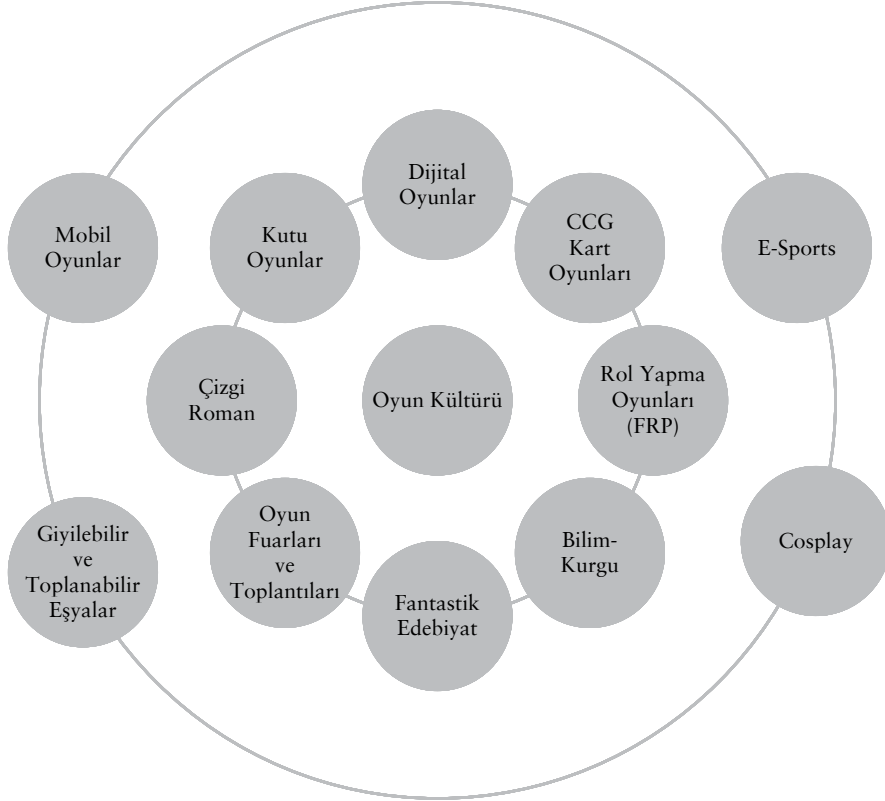 Dijital
Oyunlar
Mobil
Oyunlar
Kutu
Oyunlar
CCG
Kart
Oyunları
E-Sports
Çizgi
Roman
Oyun Kültürü
Rol Yapma
Oyunları
(FRP)
Giyilebilir
ve
Toplanabilir
Eşyalar
Oyun
Fuarları
ve
Toplantıları
Fantastik
Edebiyat
Bilim-
Kurgu
Cosplay